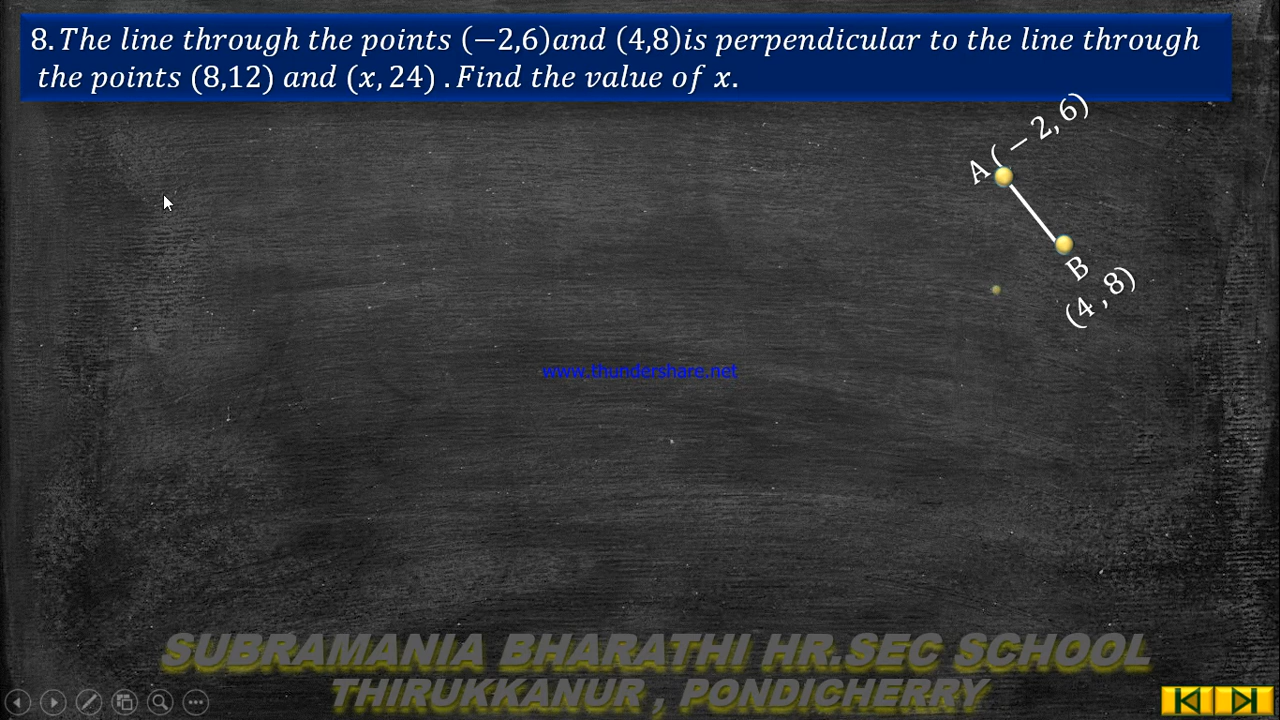 8. The line through the points (−2,6)and (4,8)is perpendicular to the line through
the points (8,12) and (x, 24) . Find the value of x.
A (−2, 6)
B
(4 , 8)
www.thundershare.net
SUBRAMANIA BHARATHI HR.SEC SCHOOL
THIRUKKANUR , PONDICHERRY